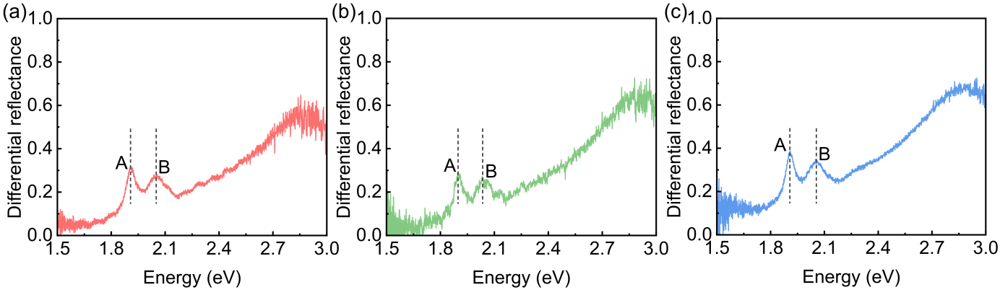 (a)
1.0
0.8
0.6
0.4
0.2
0.0
Differential reflectance
A
B
1.5 1.8 2.1 2.4 2.7 3.0
Energy (eV)
(b)
1.0
0.8
0.6
0.4
0.2
0.0
Differential reflectance
A
B
1.5 1.8 2.1 2.4 2.7 3.0
Energy (eV)
(c)
1.0
0.8
0.6
0.4
0.2
0.0
Differential reflectance
A
B
1.5 1.8 2.1 2.4 2.7 3.0
Energy (eV)